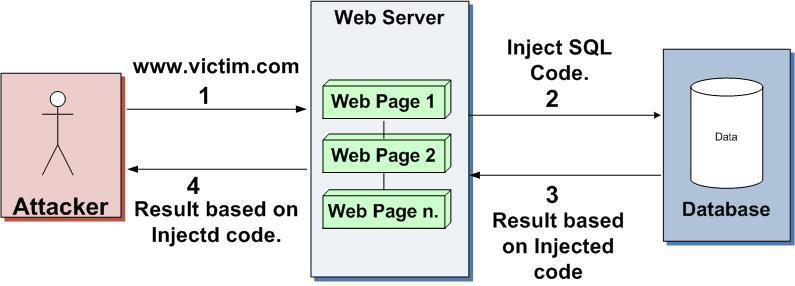 Web Server
www.victim.com
1
Inject SQL
Code.
2
Web Page 1
Web Page 2
Web Page n.
Data
Attacker
4
Result based on
Injectd code.
3
Result based
on Injected
code
Database